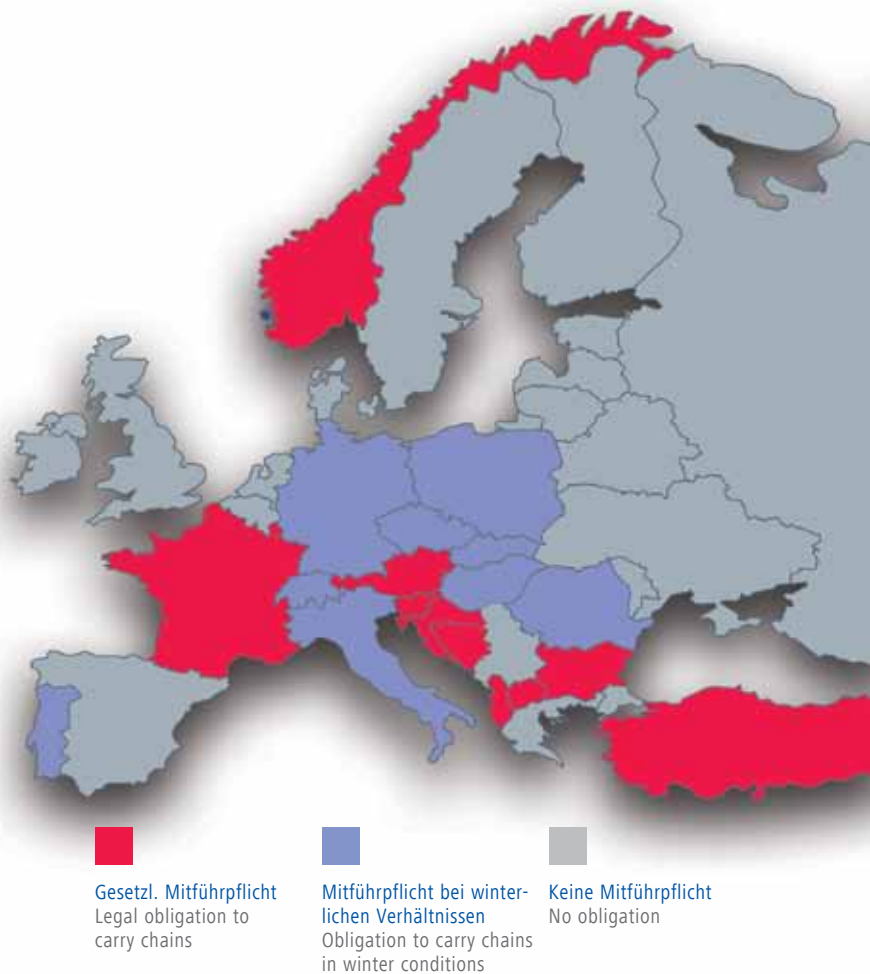 Gesetzl. Mitführpflicht
Legal obligation to
carry chains
Mitführpflicht bei winter-
lichen Verhältnissen
Obligation to carry chains
in winter conditions
Keine Mitführpflicht
No obligation